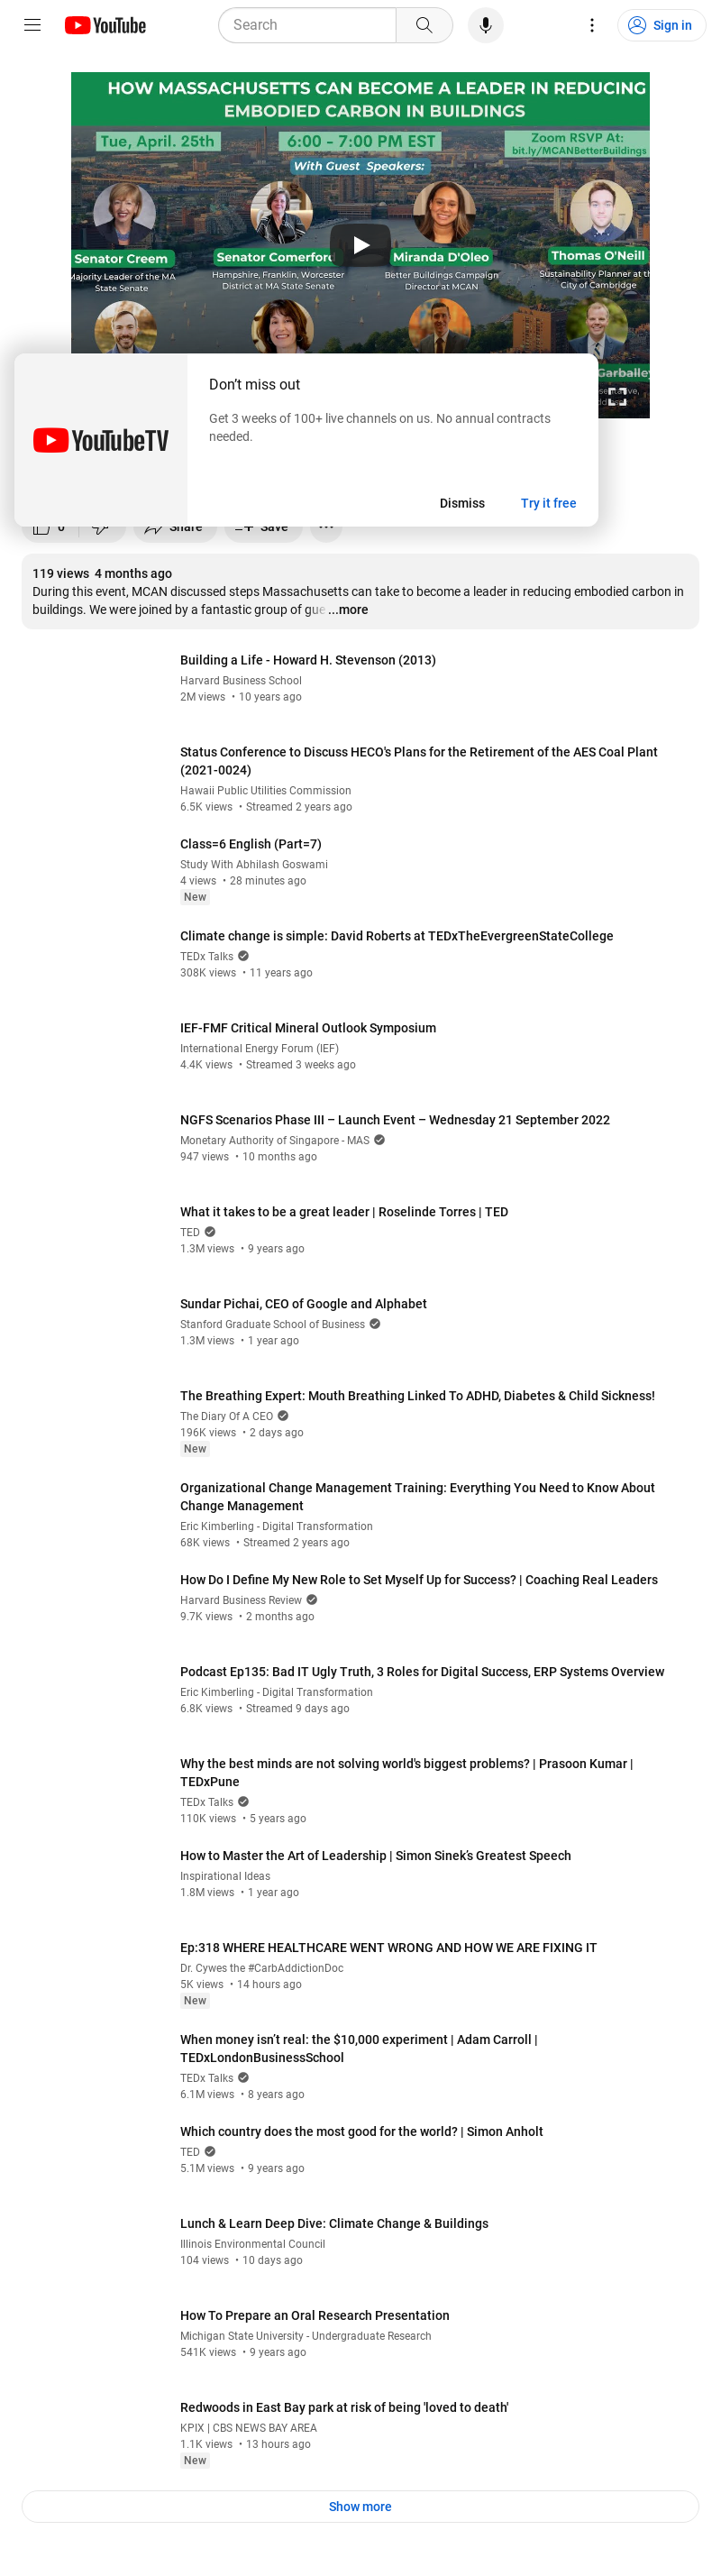 YouTube
Search
Sign in
HOW MASSACHUSETTS CAN BECOME A LEADER IN REDUCING
EMBODIED CARBON IN BUILDINGS
Tue, April. 25th
6:00 - 7:00 PM EST
Zoom RSVP At:
bit.ly/MCANBetterBuildings
With Guest Speakers:
Senator Creem
Majority Leader of the MA
State Senate
Senator Comerford
Hampshire, Franklin, Worcester
District at MA State Senate
Miranda D'Oleo
Better Buildings Campaign
Director at MCAN
Thomas O'Neill
Sustainability Planner at th
City of Cambridge
Garballey
YouTubeTV
Don't miss out
Get 3 weeks of 100+ live channels on us. No annual contracts
needed.
Dismiss
Try it free
0
Share
Save
119 views 4 months ago
During this event, MCAN discussed steps Massachusetts can take to become a leader in reducing embodied carbon in
buildings. We were joined by a fantastic group of gue ...more
Building a Life - Howard H. Stevenson (2013)
Harvard Business School
2M views • 10 years ago
Status Conference to Discuss HECO's Plans for the Retirement of the AES Coal Plant
(2021-0024)
Hawaii Public Utilities Commission
6.5K views • Streamed 2 years ago
Class=6 English (Part=7)
Study With Abhilash Goswami
4 views • 28 minutes ago
New
Climate change is simple: David Roberts at TEDxTheEvergreenStateCollege
TEDx Talks
308K views • 11 years ago
IEF-FMF Critical Mineral Outlook Symposium
International Energy Forum (IEF)
4.4K views • Streamed 3 weeks ago
NGFS Scenarios Phase III – Launch Event – Wednesday 21 September 2022
Monetary Authority of Singapore - MAS
947 views • 10 months ago
What it takes to be a great leader | Roselinde Torres | TED
TED
1.3M views • 9 years ago
Sundar Pichai, CEO of Google and Alphabet
Stanford Graduate School of Business
1.3M views • 1 year ago
The Breathing Expert: Mouth Breathing Linked To ADHD, Diabetes & Child Sickness!
The Diary Of A CEO
196K views • 2 days ago
New
Organizational Change Management Training: Everything You Need to Know About
Change Management
Eric Kimberling - Digital Transformation
68K views • Streamed 2 years ago
How Do I Define My New Role to Set Myself Up for Success? | Coaching Real Leaders
Harvard Business Review
9.7K views • 2 months ago
Podcast Ep135: Bad IT Ugly Truth, 3 Roles for Digital Success, ERP Systems Overview
Eric Kimberling - Digital Transformation
6.8K views • Streamed 9 days ago
Why the best minds are not solving world's biggest problems? | Prasoon Kumar |
TEDxPune
TEDx Talks
110K views • 5 years ago
How to Master the Art of Leadership | Simon Sinek's Greatest Speech
Inspirational Ideas
1.8M views • 1 year ago
Ep:318 WHERE HEALTHCARE WENT WRONG AND HOW WE ARE FIXING IT
Dr. Cywes the #CarbAddictionDoc
5K views • 14 hours ago
New
When money isn't real: the $10,000 experiment | Adam Carroll |
TEDxLondonBusinessSchool
TEDx Talks
6.1M views • 8 years ago
Which country does the most good for the world? | Simon Anholt
TED
5.1M views • 9 years ago
Lunch & Learn Deep Dive: Climate Change & Buildings
Illinois Environmental Council
104 views • 10 days ago
How To Prepare an Oral Research Presentation
Michigan State University - Undergraduate Research
541K views • 9 years ago
Redwoods in East Bay park at risk of being 'loved to death'
KPIX | CBS NEWS BAY AREA
1.1K views • 13 hours ago
New
Show more